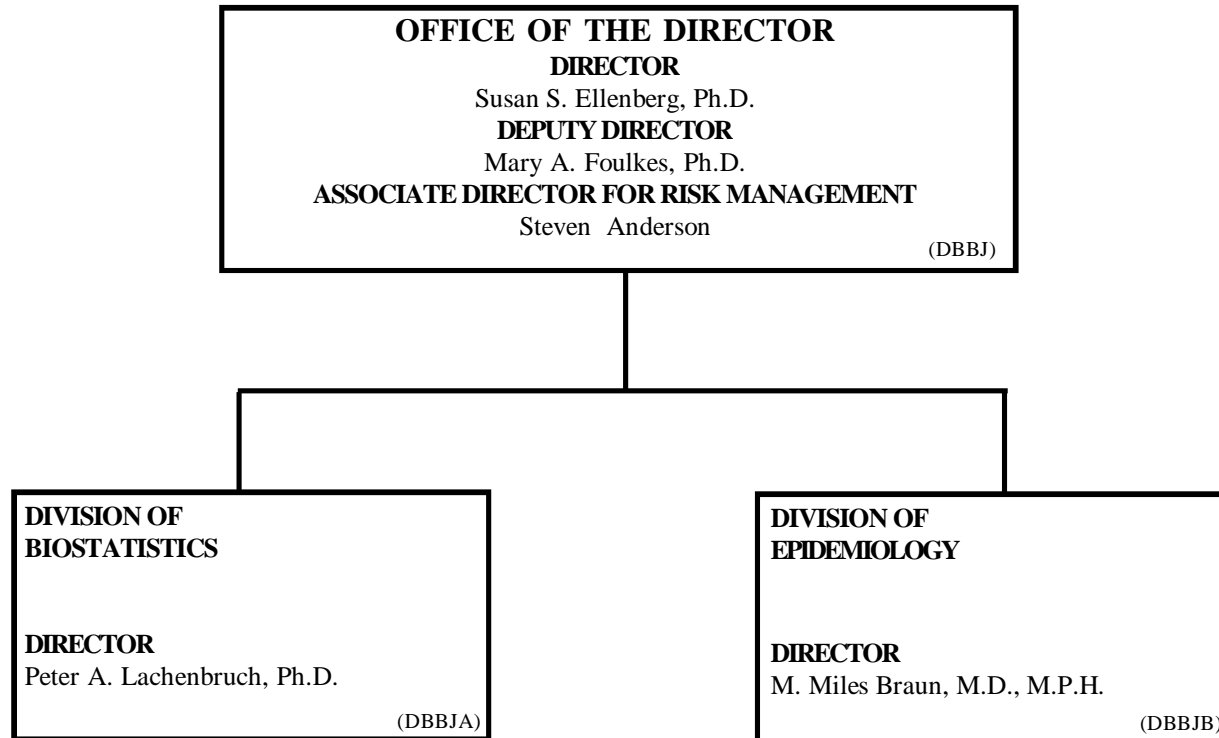 OFFICE OF THE DIRECTOR
DIRECTOR
Susan S. Ellenberg, Ph.D.
DEPUTY DIRECTOR
Mary A. Foulkes, Ph.D.
ASSOCIATE DIRECTOR FOR RISK MANAGEMENT
Steven Anderson
(DBBJ)
DIVISION OF
BIOSTATISTICS
DIRECTOR
Peter A. Lachenbruch, Ph.D.
(DBBJA)
DIVISION OF
EPIDEMIOLOGY
DIRECTOR
M. Miles Braun, M.D., M.P.H.
(DBBJB)